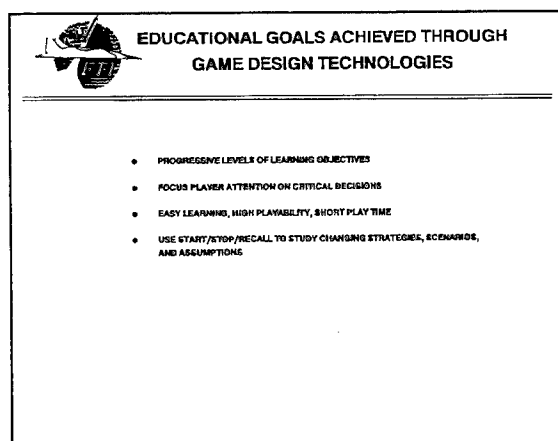 EDUCATIONAL GOALS ACHIEVED THROUGH
GAME DESIGN TECHNOLOGIES
• PROGRESSIVE LEVELS OF LEARNING OBJECTIVES
• FOCUS PLAYER ATTENTION ON CRITICAL DECISIONS
• EASY LEARNING, HIGH PLAYABILITY, SHORT PLAY TIME
• USE START/STOP/RECALL TO STUDY CHANGING STRATEGIES, SCENARIOS,
AND ASSUMPTIONS